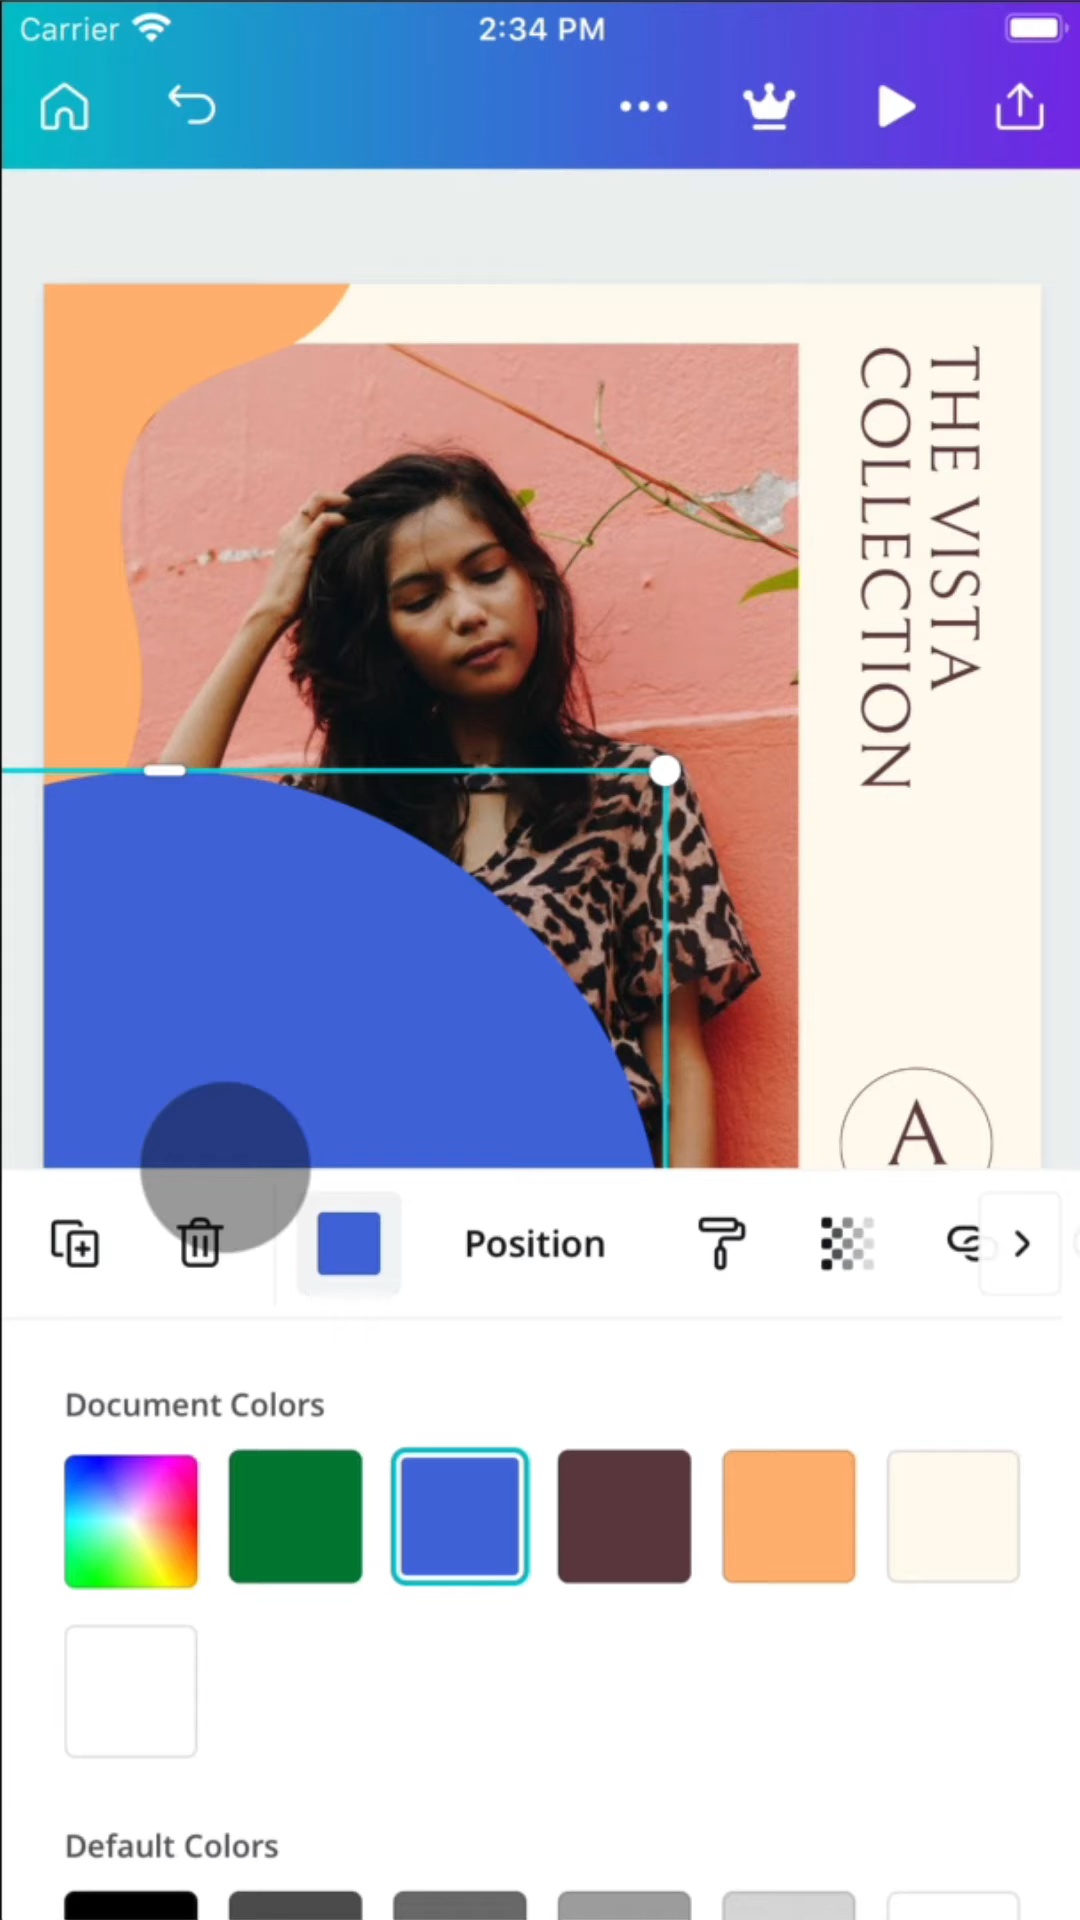 Carrier
2:34 PM
THE VISTA
COLLECTION
A
Position
Document Colors
Default Colors